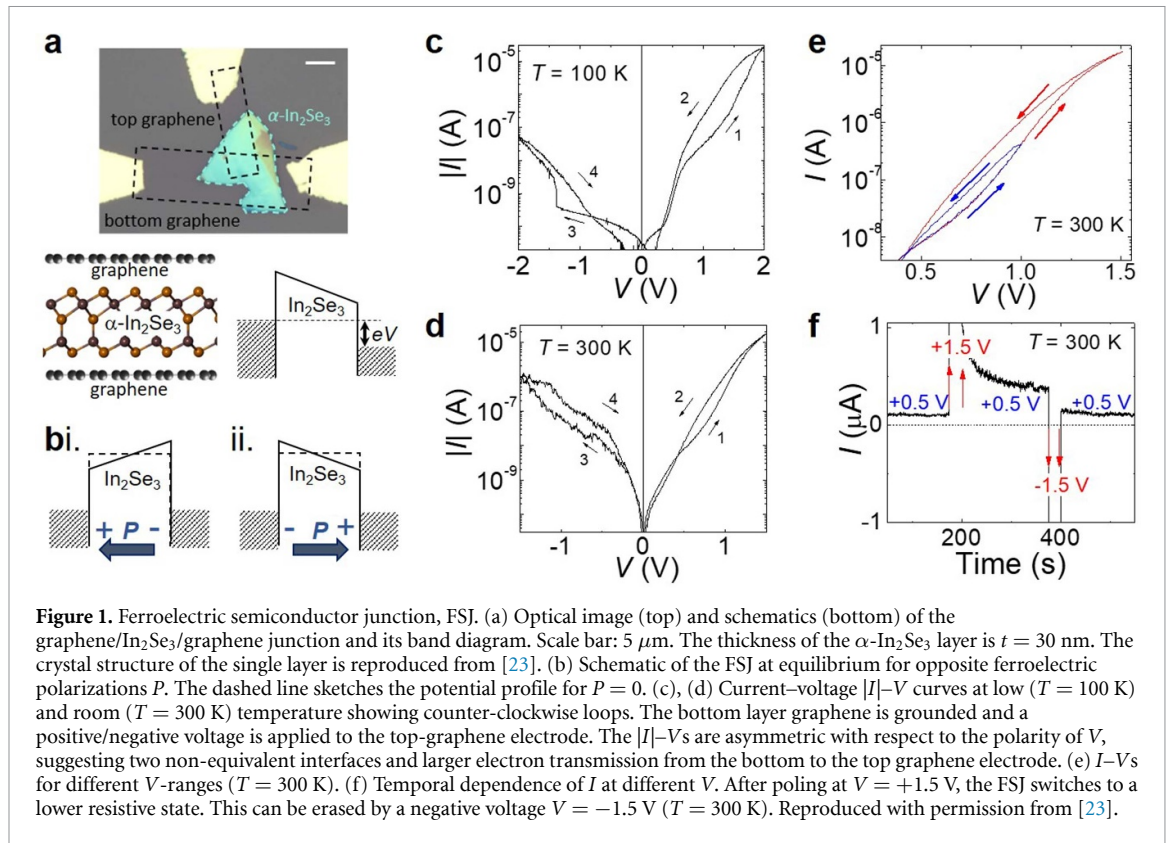 a
top graphene
α-In₂Se₃
bottom graphene
graphene
α-In₂Se₃
graphene
In₂Se₃
eV
bi.
In₂Se₃
+ P -
ii.
In₂Se₃
- P +
c
T = 100 K
|I| (A)
10⁻⁵
10⁻⁷
10⁻⁹
2
1
4
3
-2 -1 0 1 2
V (V)
d
T = 300 K
|I| (A)
10⁻⁵
10⁻⁶
10⁻⁷
10⁻⁹
4
3
2
1
-1 0 1
V (V)
e
I (A)
10⁻⁵
10⁻⁶
10⁻⁷
10⁻⁸
T = 300 K
0.5 1.0 1.5
V (V)
f
I (μA)
1
0
-1
+1.5 V
T = 300 K
+0.5 V
+0.5 V
+0.5 V
-1.5 V
200 400
Time (s)
Figure 1. Ferroelectric semiconductor junction, FSJ. (a) Optical image (top) and schematics (bottom) of the
graphene/In₂Se₃/graphene junction and its band diagram. Scale bar: 5 μm. The thickness of the α-In₂Se₃ layer is t = 30 nm. The
crystal structure of the single layer is reproduced from [23]. (b) Schematic of the FSJ at equilibrium for opposite ferroelectric
polarizations P. The dashed line sketches the potential profile for P = 0. (c), (d) Current–voltage |I|–V curves at low (T = 100 K)
and room (T = 300 K) temperature showing counter-clockwise loops. The bottom layer graphene is grounded and a
positive/negative voltage is applied to the top-graphene electrode. The |I|–Vs are asymmetric with respect to the polarity of V,
suggesting two non-equivalent interfaces and larger electron transmission from the bottom to the top graphene electrode. (e) I–Vs
for different V-ranges (T = 300 K). (f) Temporal dependence of I at different V. After poling at V = +1.5 V, the FSJ switches to a
lower resistive state. This can be erased by a negative voltage V = −1.5 V (T = 300 K). Reproduced with permission from [23].